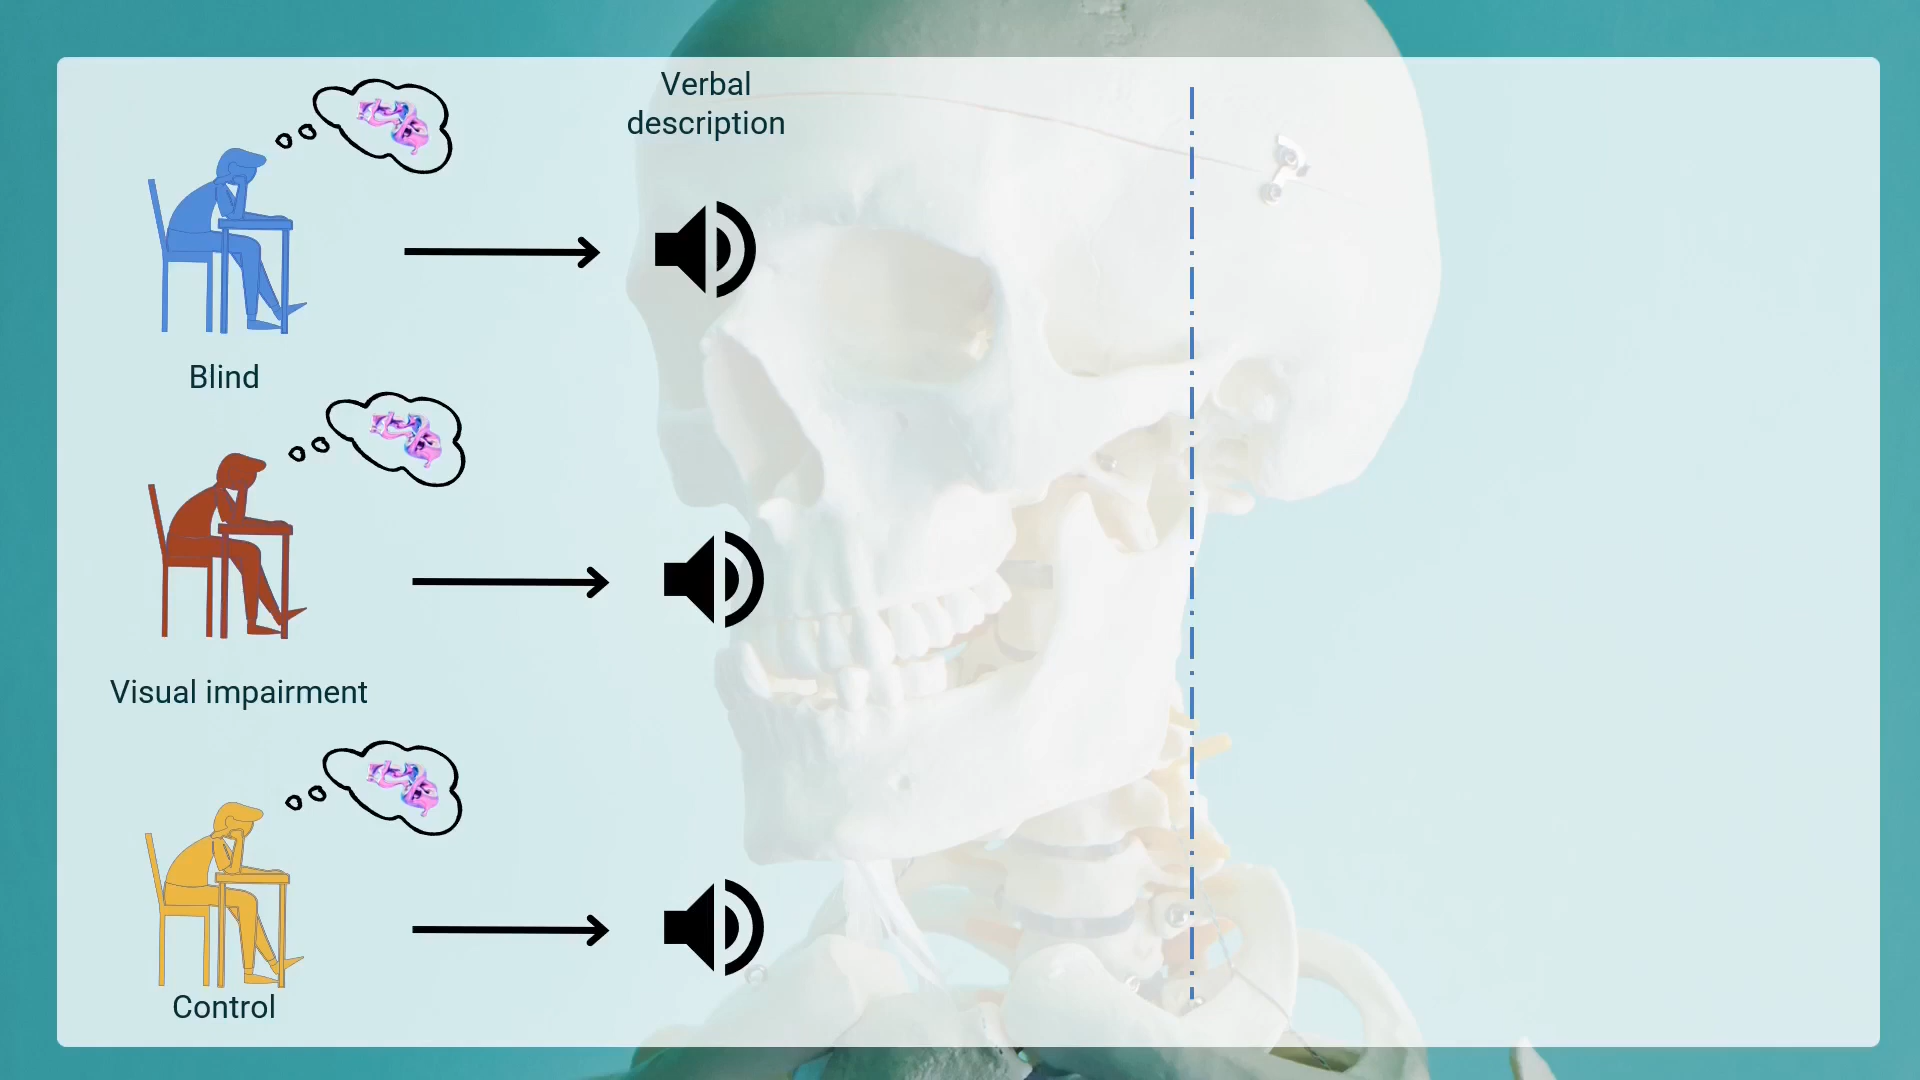 Verbal
description
Blind
Visual impairment
Control